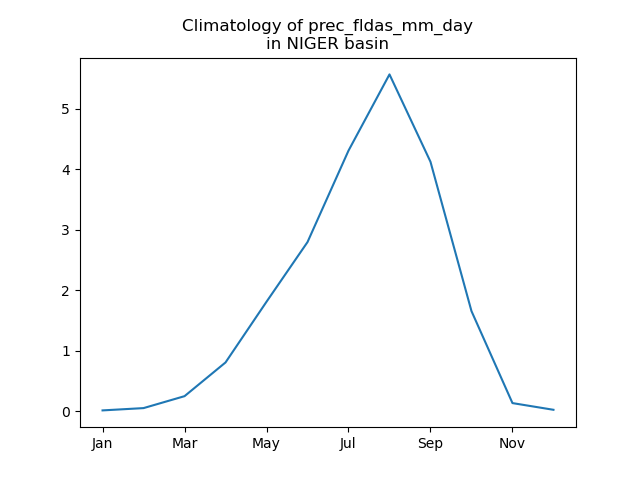 Climatology of prec_fldas_mm_day
in NIGER basin
5
4
3
2
1
0
Jan
Mar
May
Jul
Sep
Nov